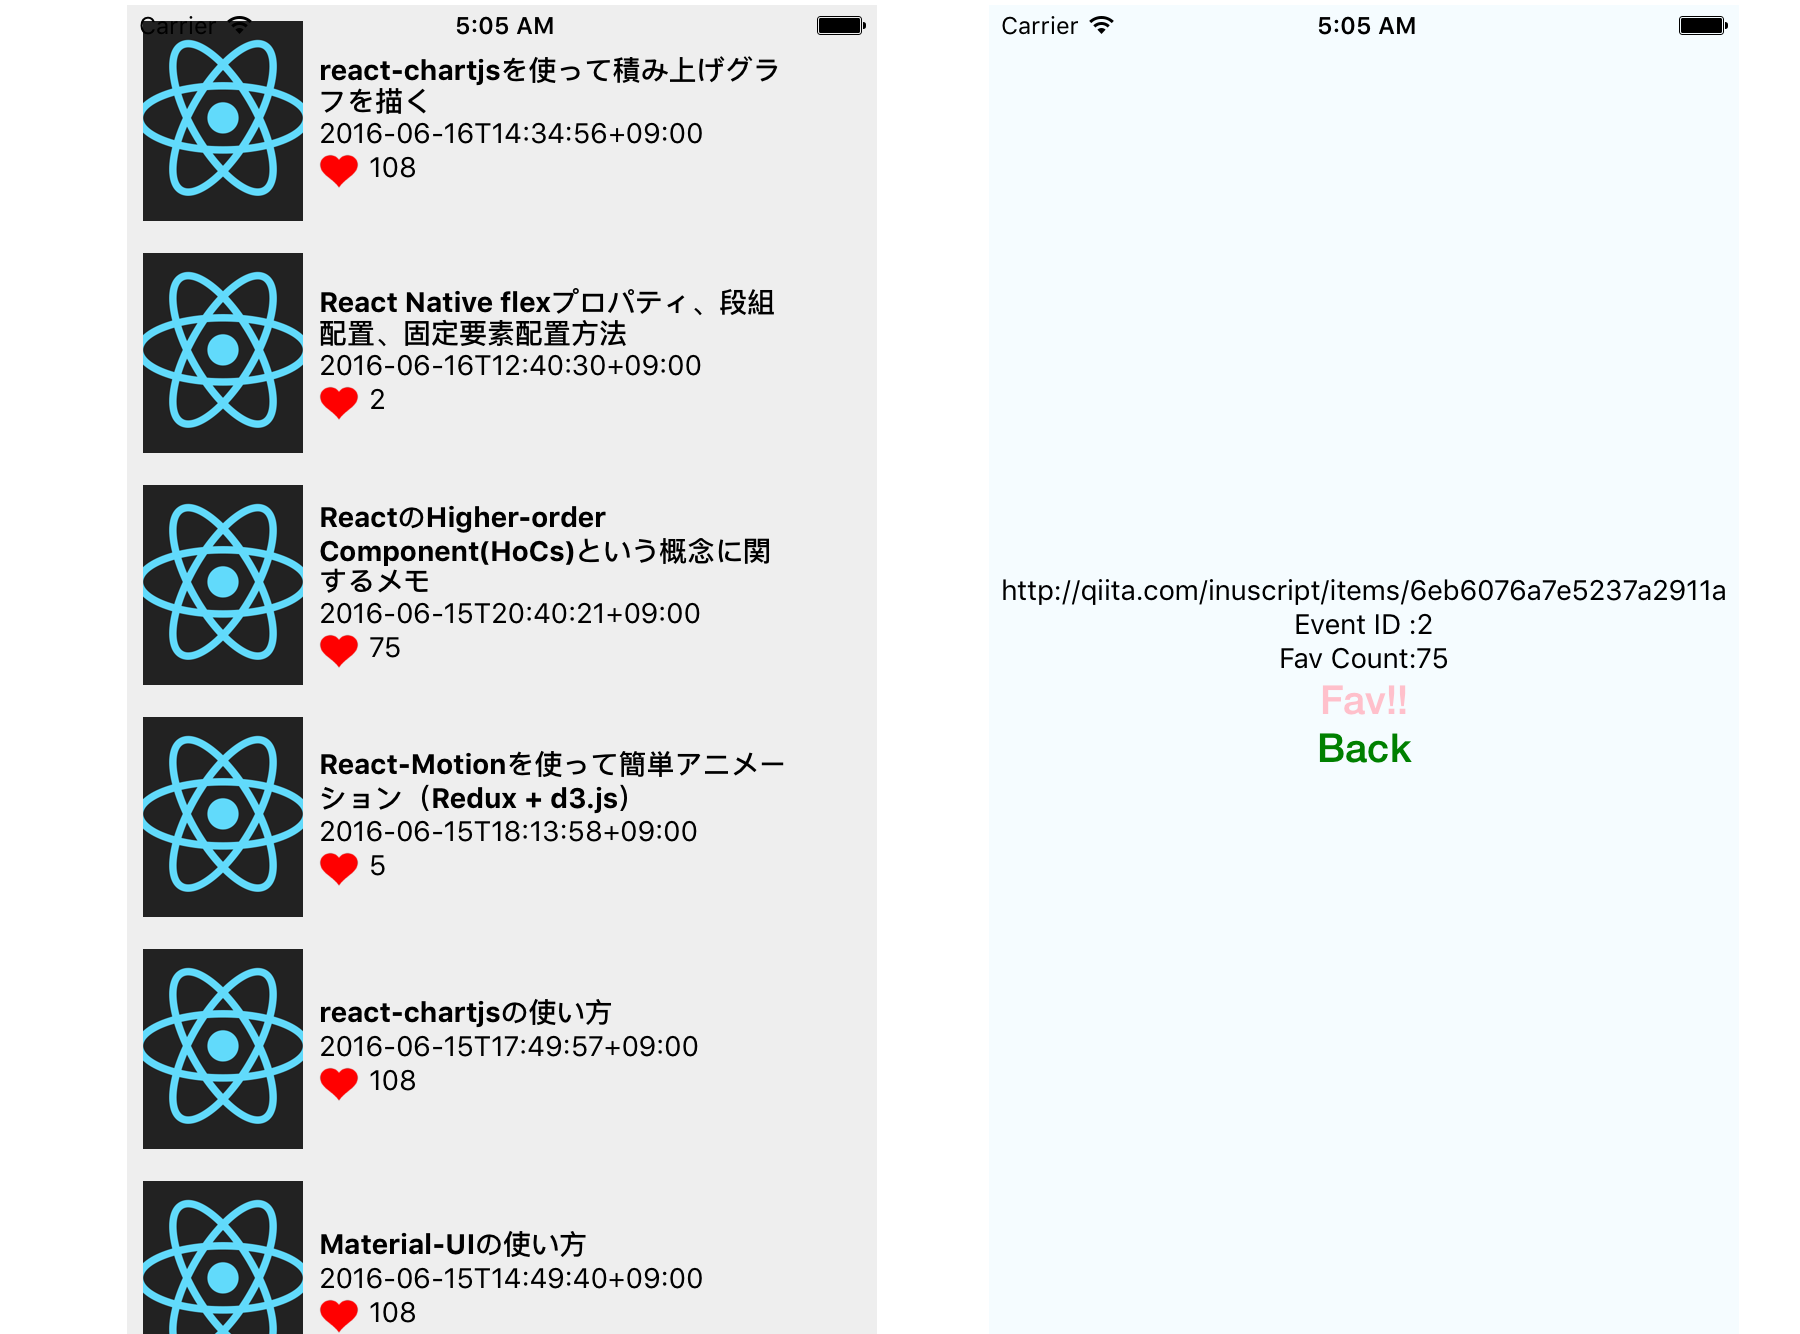 Carrier 5:05 AM
react-chartjsを使って積み上げグラ
フを描く
2016-06-16T14:34:56+09:00
108
React Native flexプロパティ、段組
配置、固定要素配置方法
2016-06-16T12:40:30+09:00
2
ReactのHigher-order
Component(HoCs)という概念に関
するメモ
2016-06-15T20:40:21+09:00
75
React-Motionを使って簡単アニメー
ション（Redux + d3.js）
2016-06-15T18:13:58+09:00
5
react-chartjsの使い方
2016-06-15T17:49:57+09:00
108
Material-UIの使い方
2016-06-15T14:49:40+09:00
108
Carrier 5:05 AM
http://qiita.com/inuscript/items/6eb6076a7e5237a2911a
Event ID :2
Fav Count:75
Fav!!
Back